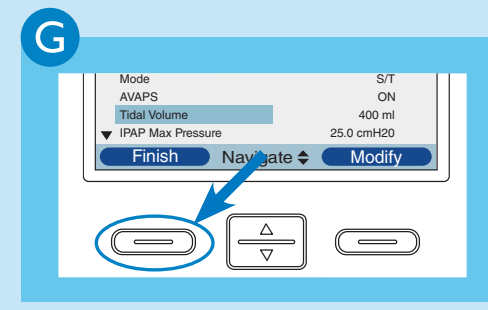 G
Mode S/T
AVAPS ON
Tidal Volume 400 ml
IPAP Max Pressure 25.0 cmH20
Finish Navigate Modify